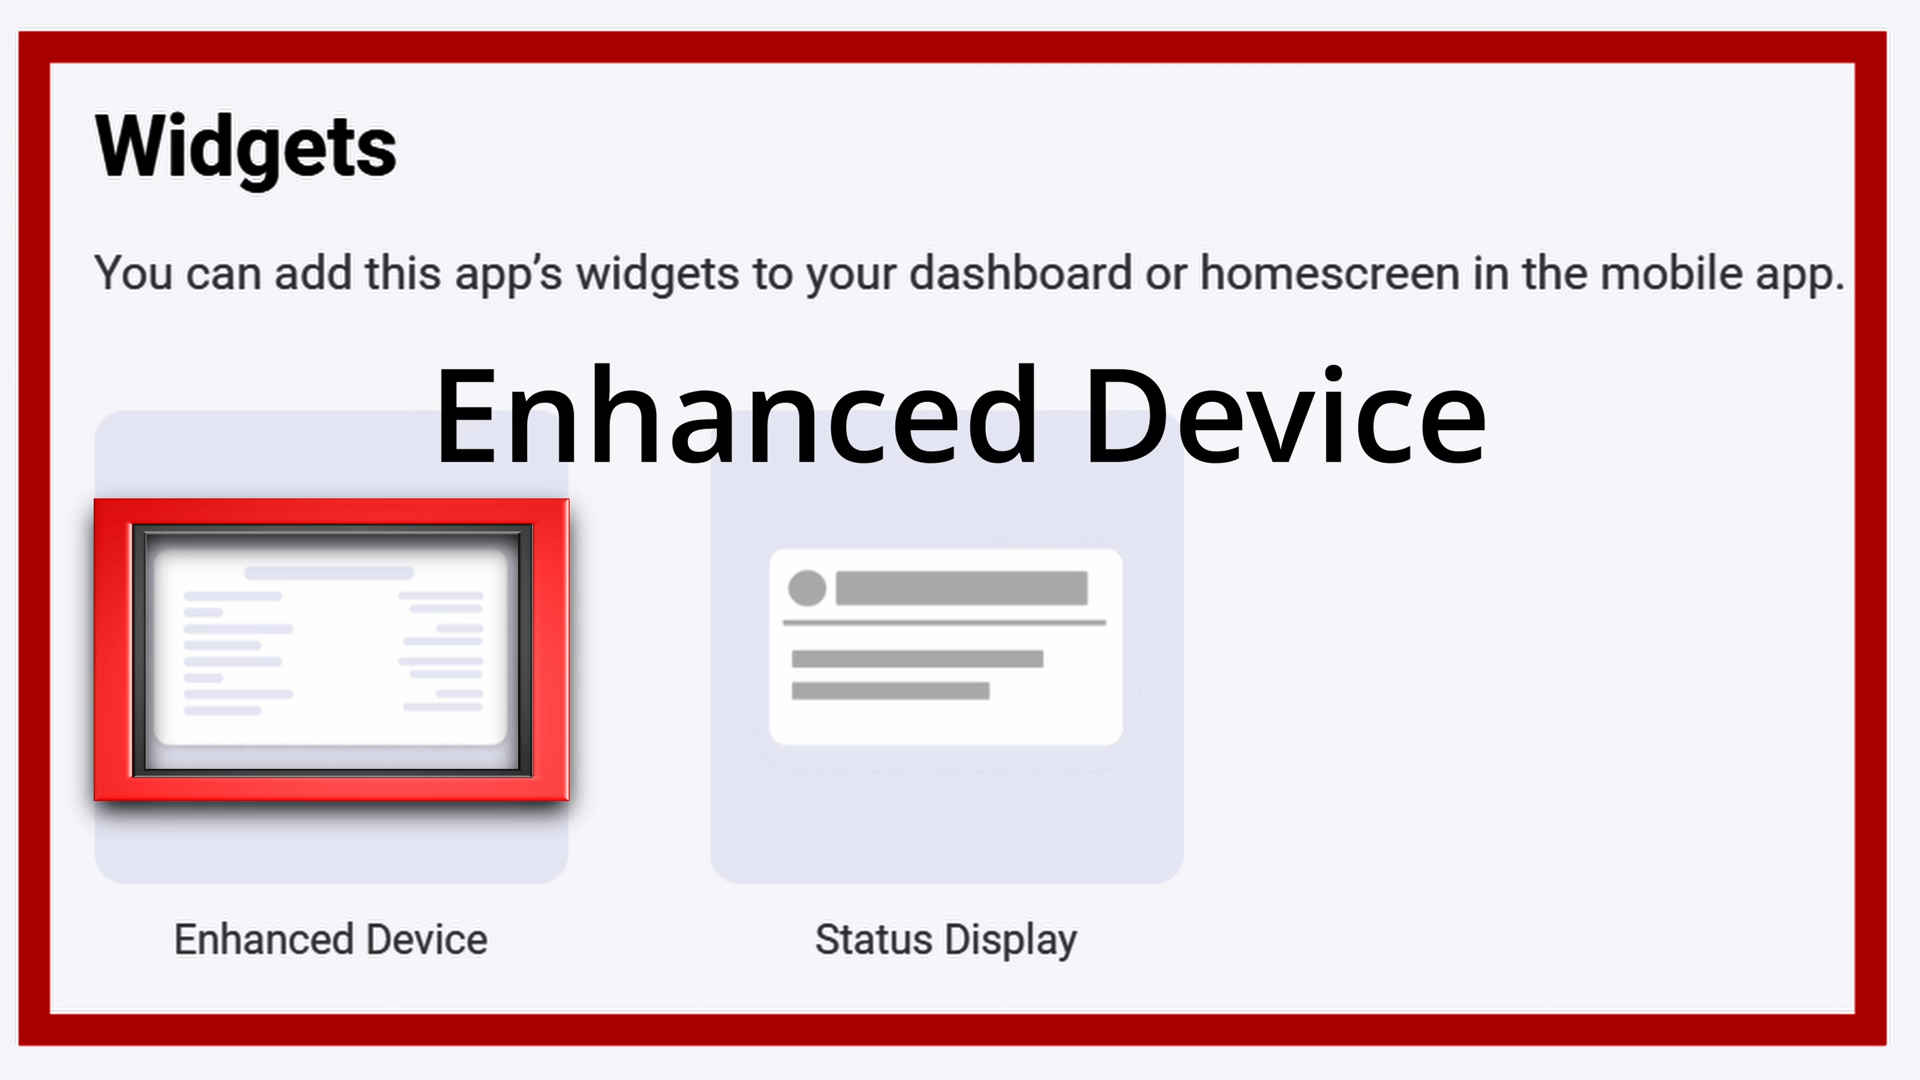 Widgets
You can add this app’s widgets to your dashboard or homescreen in the mobile app.
Enhanced Device
Enhanced Device
Status Display